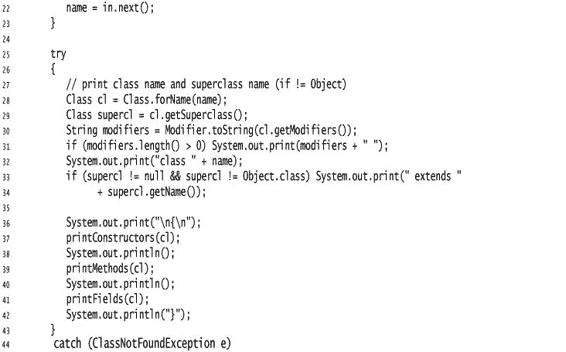 22 name = in.next();
23 }
24
25 try
26 {
27 // print class name and superclass name (if != Object)
28 Class cl = Class.forName(name);
29 Class supercl = cl.getSuperclass();
30 String modifiers = Modifier.toString(cl.getModifiers());
31 if (modifiers.length() > 0) System.out.print(modifiers + " ");
32 System.out.print("class " + name);
33 if (supercl != null && supercl != Object.class) System.out.print(" extends "
34 + supercl.getName());
35
36 System.out.print("\n{\n");
37 printConstructors(cl);
38 System.out.println();
39 printMethods(cl);
40 System.out.println();
41 printFields(cl);
42 System.out.println("}");
43 }
44 catch (ClassNotFoundException e)